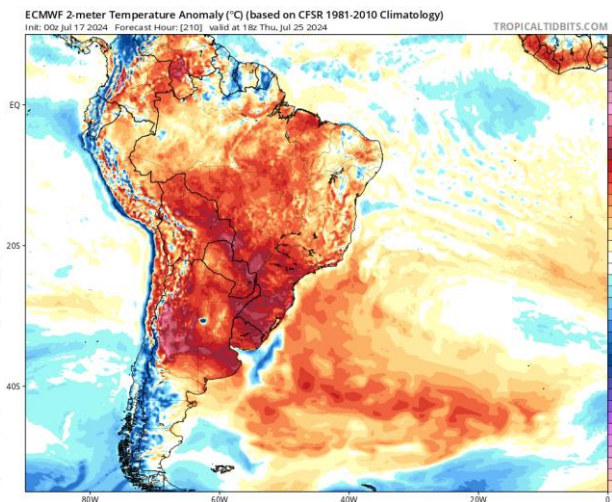 ECMWF 2-meter Temperature Anomaly (°C) (based on CFSR 1981-2010 Climatology)
Init: 00z Jul 17 2024 Forecast Hour: [210] valid at 18z Thu, Jul 25 2024 TROPICALTIDBITS.COM
EQ
20S
40S
80W 60W 40W 20W 0